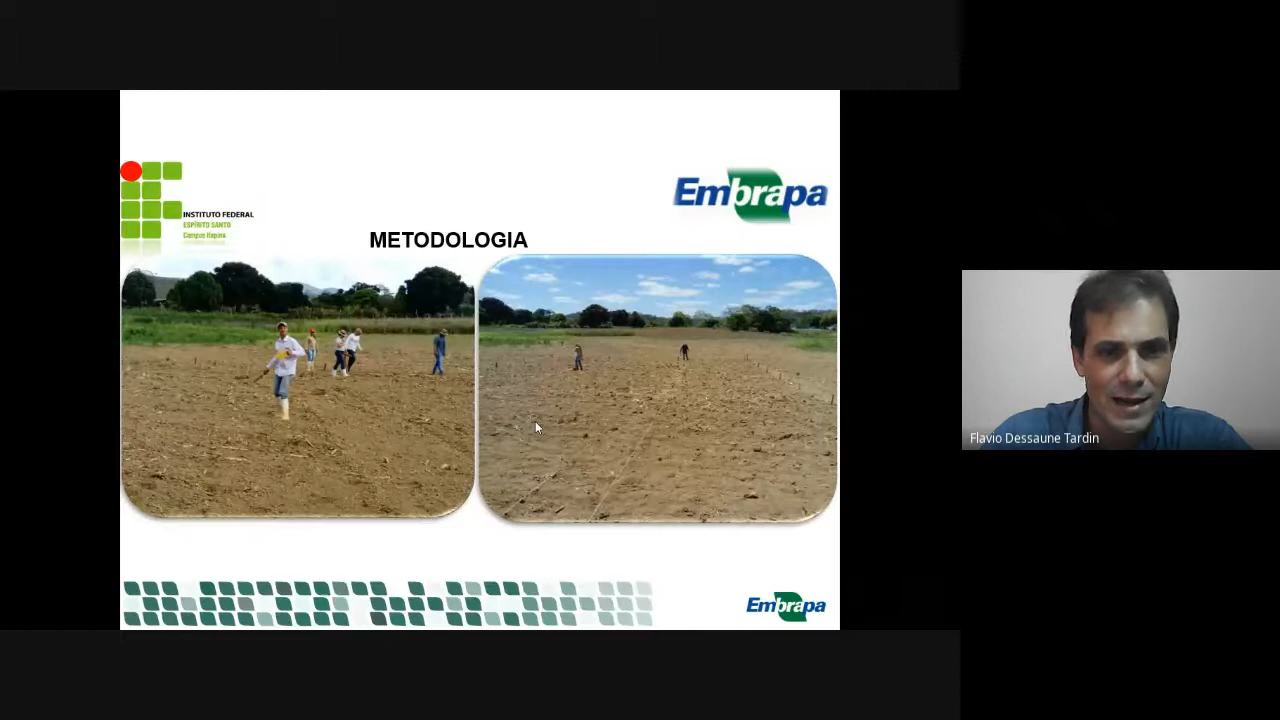 INSTITUTO FEDERAL
ESPÍRITO SANTO
Campus Itapina
Embrapa
METODOLOGIA
Flavio Dessaune Tardin
Embrapa